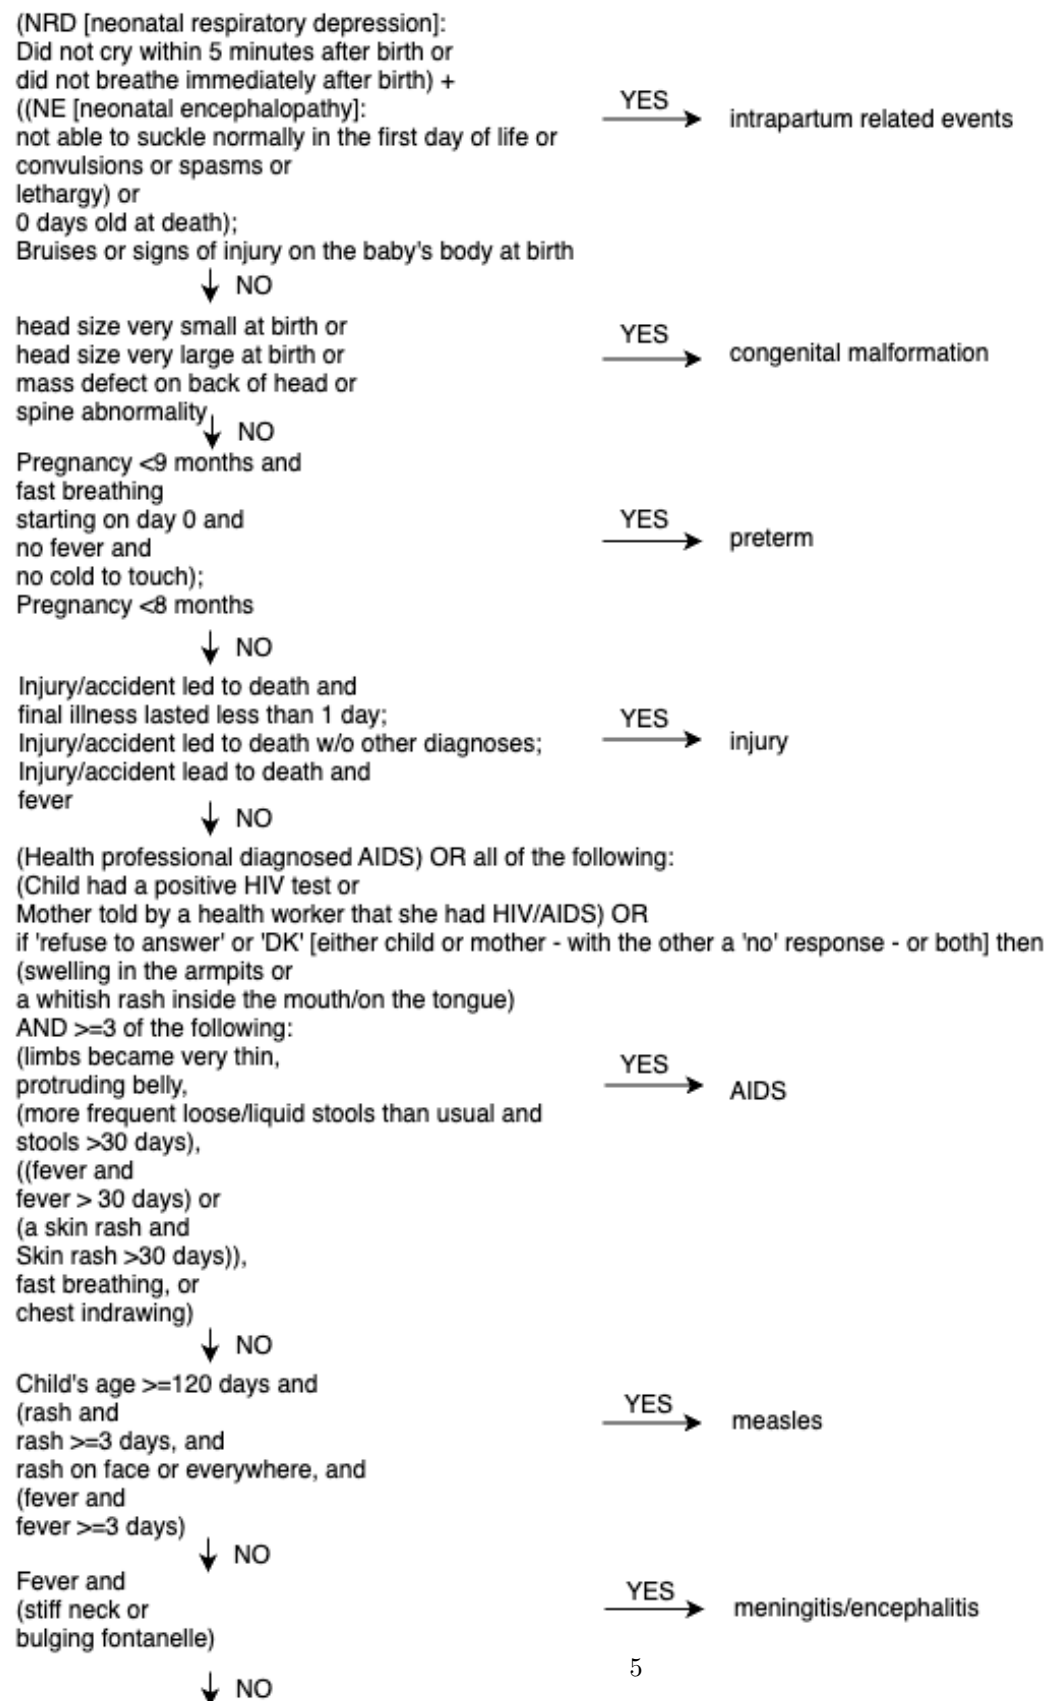 (NRD [neonatal respiratory depression]:
Did not cry within 5 minutes after birth or
did not breathe immediately after birth) +
((NE [neonatal encephalopathy]:
not able to suckle normally in the first day of life or
convulsions or spasms or
lethargy) or
0 days old at death);
Bruises or signs of injury on the baby's body at birth
YES
intrapartum related events
NO
head size very small at birth or
head size very large at birth or
mass defect on back of head or
spine abnormality
YES
congenital malformation
NO
Pregnancy <9 months and
fast breathing
starting on day 0 and
no fever and
no cold to touch);
Pregnancy <8 months
YES
preterm
NO
Injury/accident led to death and
final illness lasted less than 1 day;
Injury/accident led to death w/o other diagnoses;
Injury/accident lead to death and
fever
YES
injury
NO
(Health professional diagnosed AIDS) OR all of the following:
(Child had a positive HIV test or
Mother told by a health worker that she had HIV/AIDS) OR
if 'refuse to answer' or 'DK' [either child or mother - with the other a 'no' response - or both] then
(swelling in the armpits or
a whitish rash inside the mouth/on the tongue)
AND >=3 of the following:
(limbs became very thin,
protruding belly,
(more frequent loose/liquid stools than usual and
stools >30 days),
((fever and
fever > 30 days) or
(a skin rash and
Skin rash >30 days)),
fast breathing, or
chest indrawing)
YES
AIDS
NO
Child's age >=120 days and
(rash and
rash >=3 days, and
rash on face or everywhere, and
(fever and
fever >=3 days)
YES
measles
NO
Fever and
(stiff neck or
bulging fontanelle)
YES
meningitis/encephalitis
NO
5